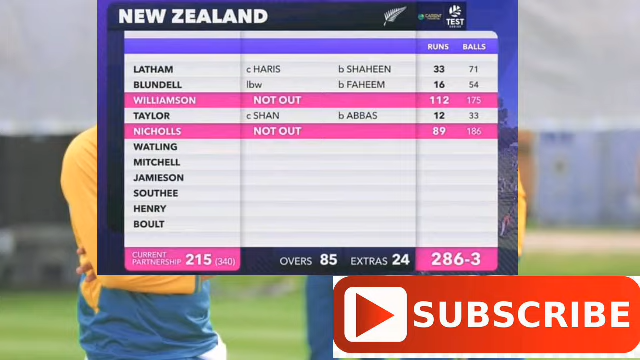 NEW ZEALAND
TEST
RUNS BALLS
LATHAM c HARIS b SHAHEEN 33 71
BLUNDELL lbw b FAHEEM 16 54
WILLIAMSON NOT OUT 112 175
TAYLOR c SHAN b ABBAS 12 33
NICHOLLS NOT OUT 89 186
WATLING
MITCHELL
JAMIESON
SOUTHEE
HENRY
BOULT
CURRENT
PARTNERSHIP 215 (340) OVERS 85 EXTRAS 24 286-3
SUBSCRIBE